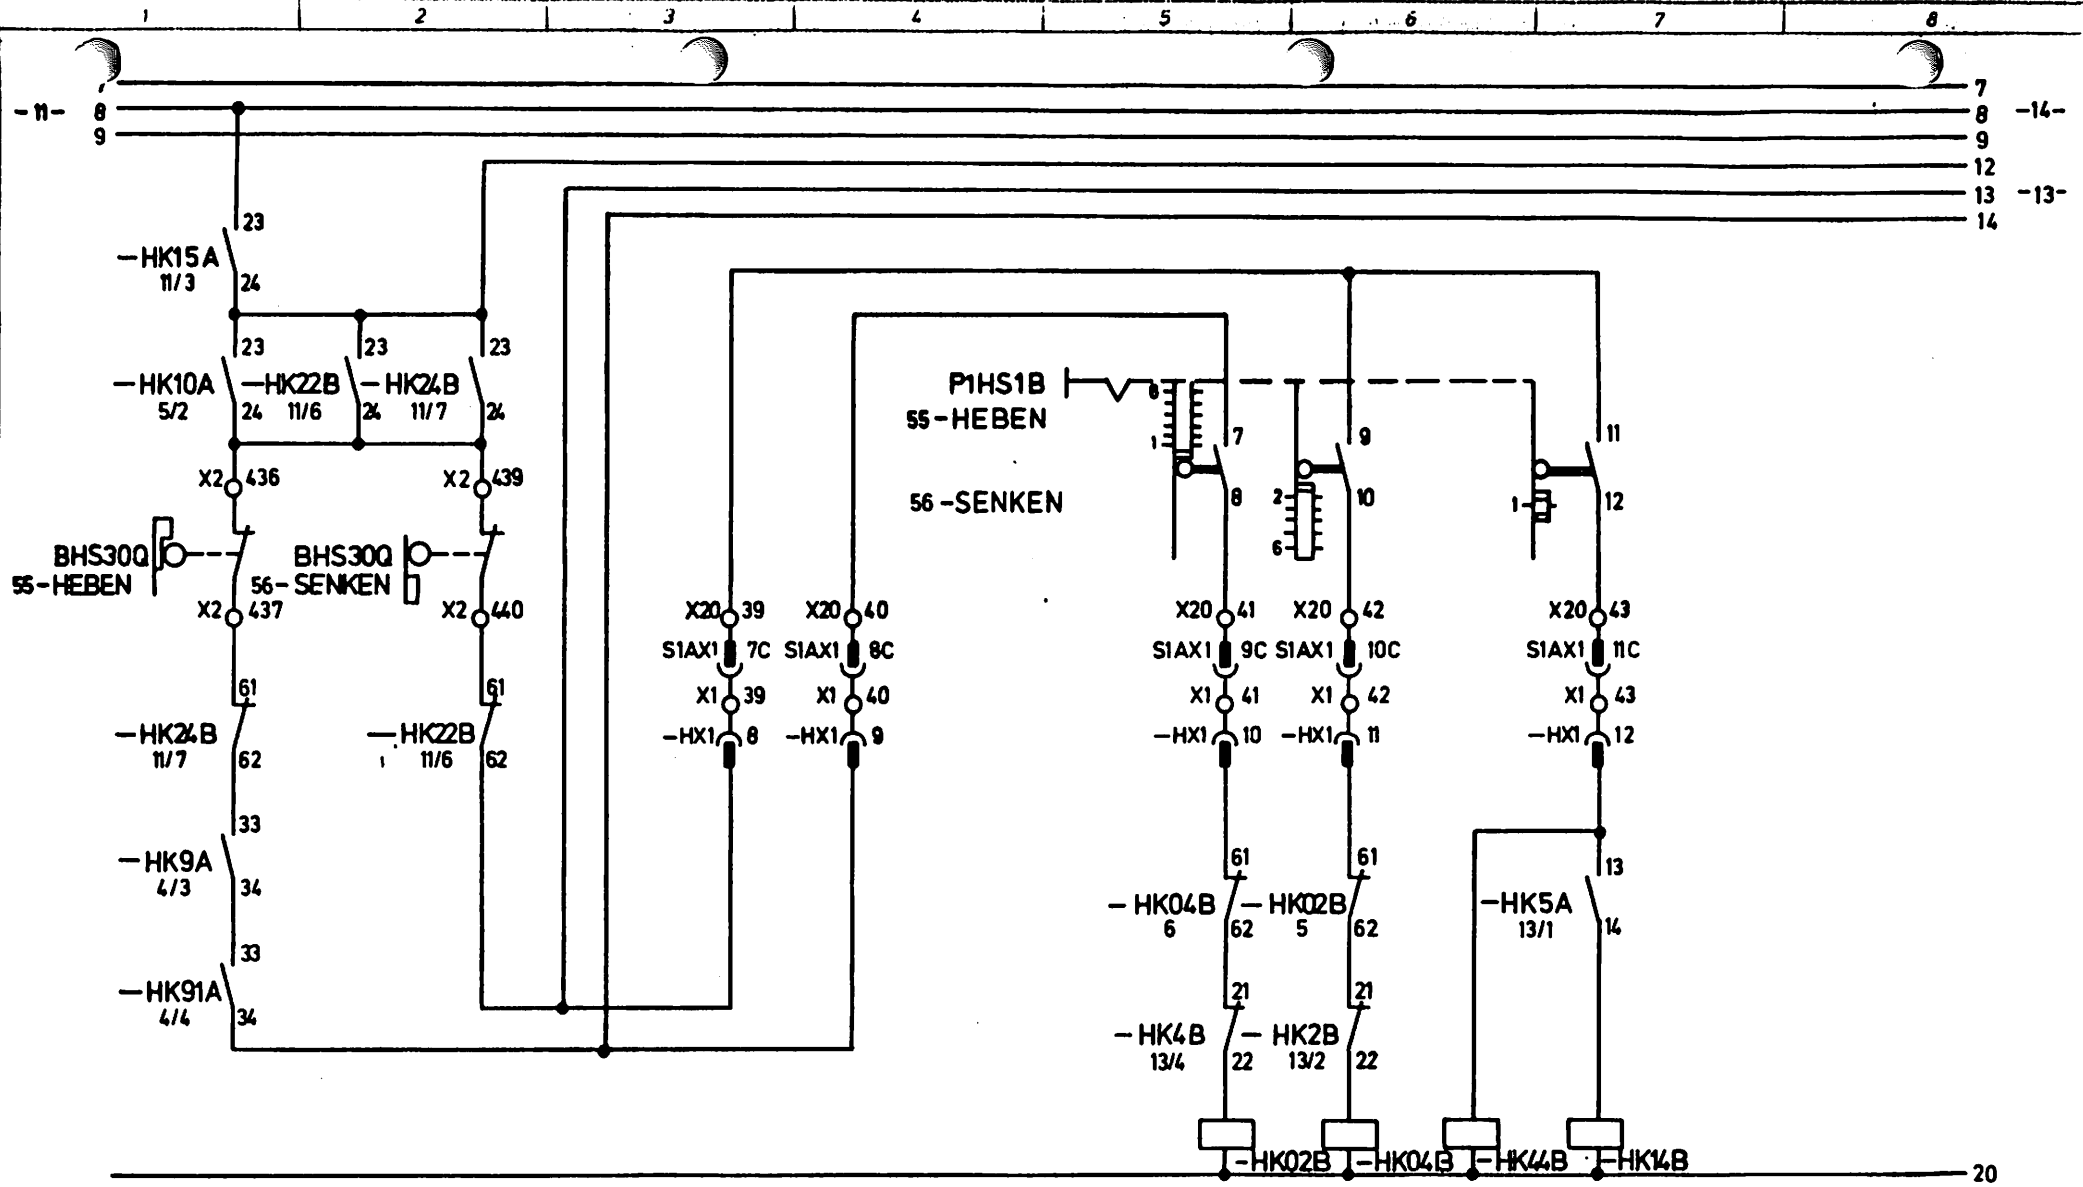 1 2 3 4 5 6 7 8
7
-11- 8 8 -14-
9 9
12
13 -13-
14
23
-HK15A
11/3 24
23 23 23
-HK10A -HK22B -HK24B
5/2 24 11/6 24 11/7 24
P1HS1B
55-HEBEN
56-SENKEN
6
1
7
8
9
10
2
6
11
12
1
X2 436 X2 439
BHS30Q BHS30Q
55-HEBEN 56-SENKEN
X2 437 X2 440
X20 39 X20 40 X20 41 X20 42 X20 43
S1AX1 7C S1AX1 8C S1AX1 9C S1AX1 10C S1AX1 11C
X1 39 X1 40 X1 41 X1 42 X1 43
-HX1 8 -HX1 9 -HX1 10 -HX1 11 -HX1 12
61 61
-HK24B -HK22B
11/7 62 11/6 62
33
-HK9A
4/3 34
33
-HK91A
4/4 34
61 61 13
-HK04B -HK02B -HK5A
6 62 5 62 13/1 14
21 21
-HK4B -HK2B
13/4 22 13/2 22
-HK02B -HK04B -HK44B -HK14B
20